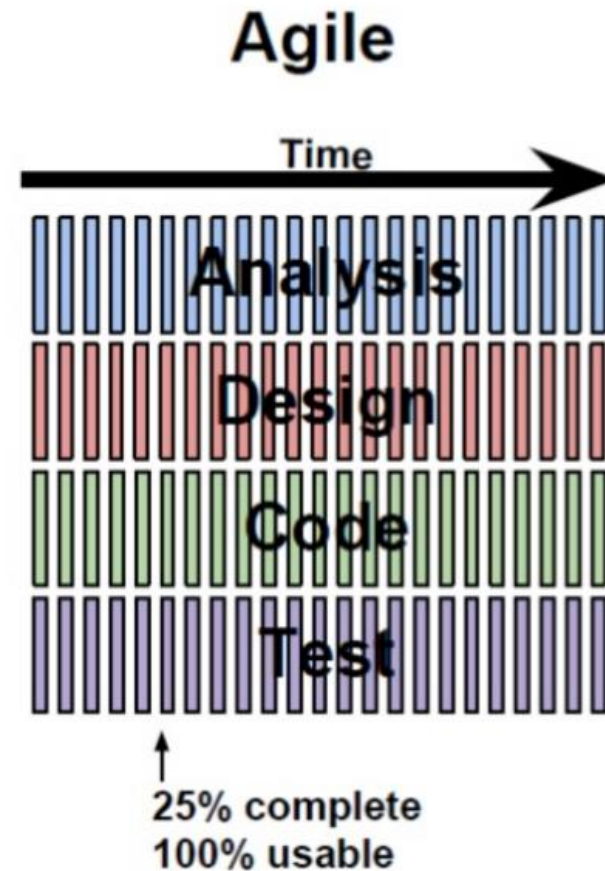 Agile
Time
Analysis
Design
Code
Test
25% complete
100% usable